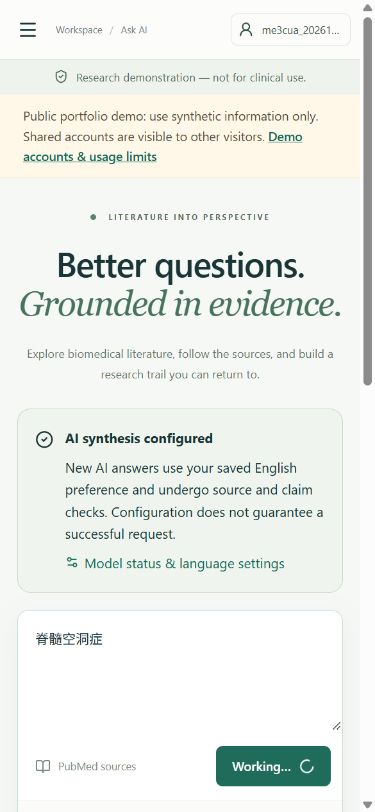 Workspace / Ask AI
me3cua_20261...
Research demonstration — not for clinical use.
Public portfolio demo: use synthetic information only.
Shared accounts are visible to other visitors. Demo
accounts & usage limits
LITERATURE INTO PERSPECTIVE
Better questions.
Grounded in evidence.
Explore biomedical literature, follow the sources, and build a
research trail you can return to.
AI synthesis configured
New AI answers use your saved English
preference and undergo source and claim
checks. Configuration does not guarantee a
successful request.
Model status & language settings
脊髓空洞症
PubMed sources
Working...